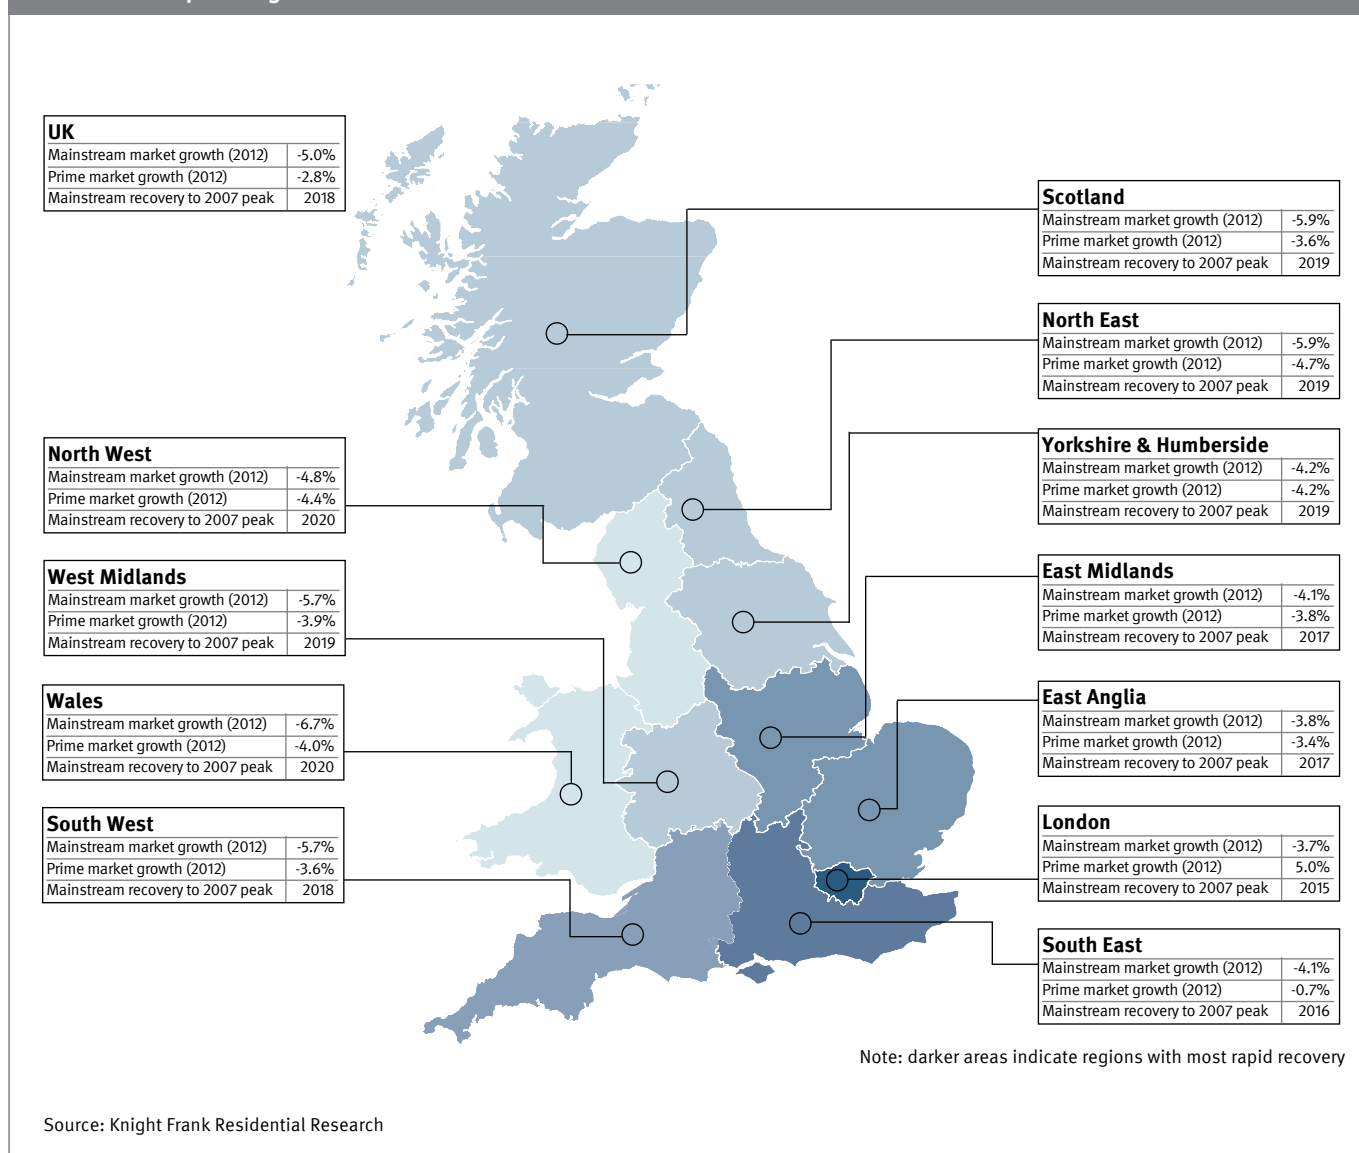 UK
Mainstream market growth (2012) -5.0%
Prime market growth (2012) -2.8%
Mainstream recovery to 2007 peak 2018
Scotland
Mainstream market growth (2012) -5.9%
Prime market growth (2012) -3.6%
Mainstream recovery to 2007 peak 2019
North East
Mainstream market growth (2012) -5.9%
Prime market growth (2012) -4.7%
Mainstream recovery to 2007 peak 2019
North West
Mainstream market growth (2012) -4.8%
Prime market growth (2012) -4.4%
Mainstream recovery to 2007 peak 2020
Yorkshire & Humberside
Mainstream market growth (2012) -4.2%
Prime market growth (2012) -4.2%
Mainstream recovery to 2007 peak 2019
West Midlands
Mainstream market growth (2012) -5.7%
Prime market growth (2012) -3.9%
Mainstream recovery to 2007 peak 2019
East Midlands
Mainstream market growth (2012) -4.1%
Prime market growth (2012) -3.8%
Mainstream recovery to 2007 peak 2017
Wales
Mainstream market growth (2012) -6.7%
Prime market growth (2012) -4.0%
Mainstream recovery to 2007 peak 2020
East Anglia
Mainstream market growth (2012) -3.8%
Prime market growth (2012) -3.4%
Mainstream recovery to 2007 peak 2017
South West
Mainstream market growth (2012) -5.7%
Prime market growth (2012) -3.6%
Mainstream recovery to 2007 peak 2018
London
Mainstream market growth (2012) -3.7%
Prime market growth (2012) 5.0%
Mainstream recovery to 2007 peak 2015
South East
Mainstream market growth (2012) -4.1%
Prime market growth (2012) -0.7%
Mainstream recovery to 2007 peak 2016
Note: darker areas indicate regions with most rapid recovery
Source: Knight Frank Residential Research